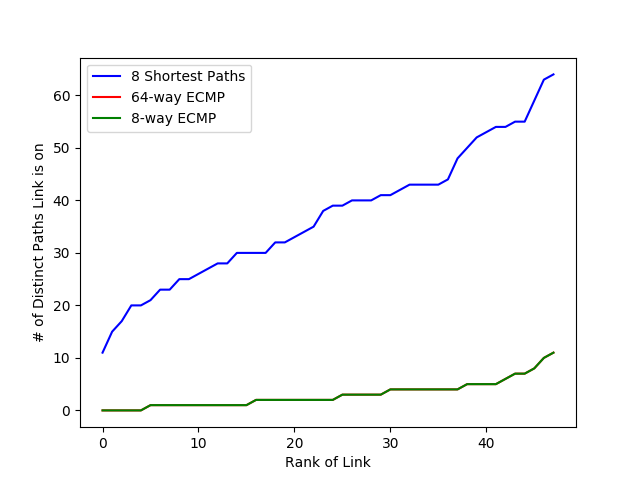 8 Shortest Paths
64-way ECMP
8-way ECMP
# of Distinct Paths Link is on
60
50
40
30
20
10
0
0 10 20 30 40
Rank of Link